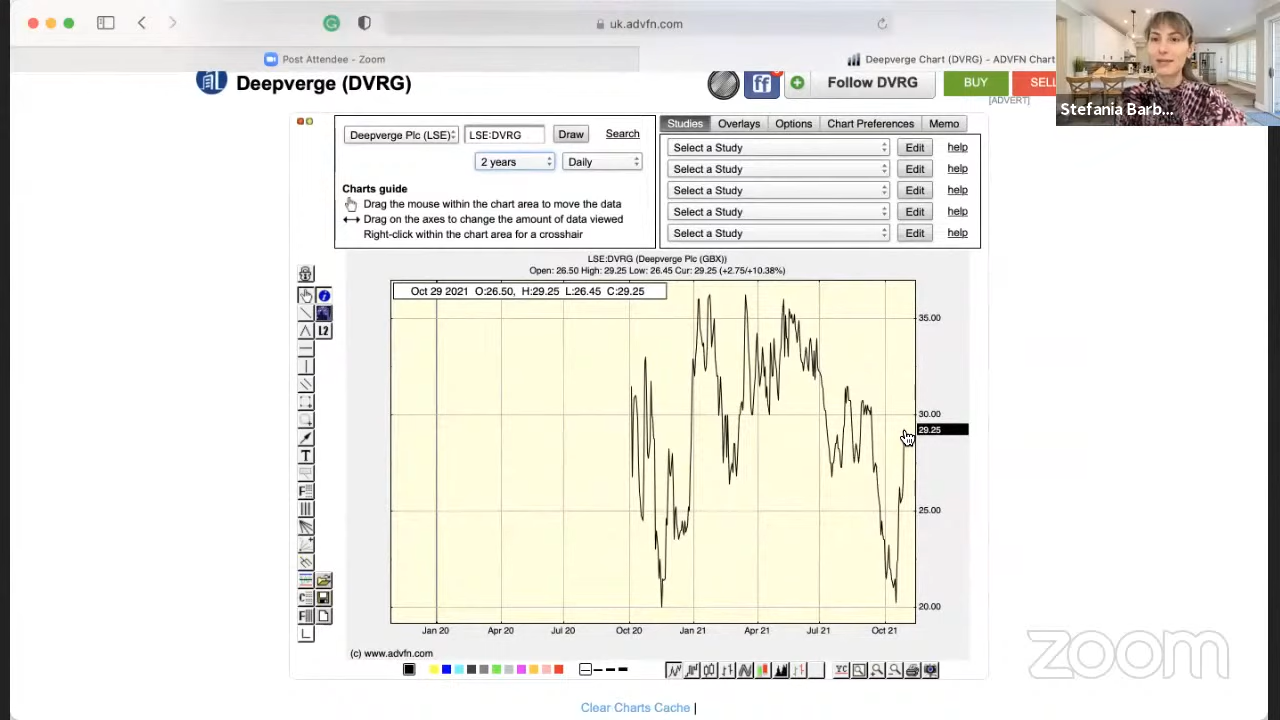 uk.advfn.com
Post Attendee - Zoom
Deepverge Chart (DVRG) - ADVFN Chart
Stefania Barb...
Deepverge (DVRG)
ff
Follow DVRG
BUY
SELL
[ADVERT]
Deepverge Plc (LSE)
LSE:DVRG
Draw
Search
2 years
Daily
Charts guide
Drag the mouse within the chart area to move the data
Drag on the axes to change the amount of data viewed
Right-click within the chart area for a crosshair
Studies
Overlays
Options
Chart Preferences
Memo
Select a Study Edit help
Select a Study Edit help
Select a Study Edit help
Select a Study Edit help
Select a Study Edit help
LSE:DVRG (Deepverge Plc (GBX))
Open: 26.50 High: 29.25 Low: 26.45 Cur: 29.25 (+2.75/+10.38%)
Oct 29 2021 O:26.50, H:29.25 L:26.45 C:29.25
L2
T
35.00
30.00
29.25
25.00
20.00
Jan 20 Apr 20 Jul 20 Oct 20 Jan 21 Apr 21 Jul 21 Oct 21
(c) www.advfn.com
Clear Charts Cache |
zoom